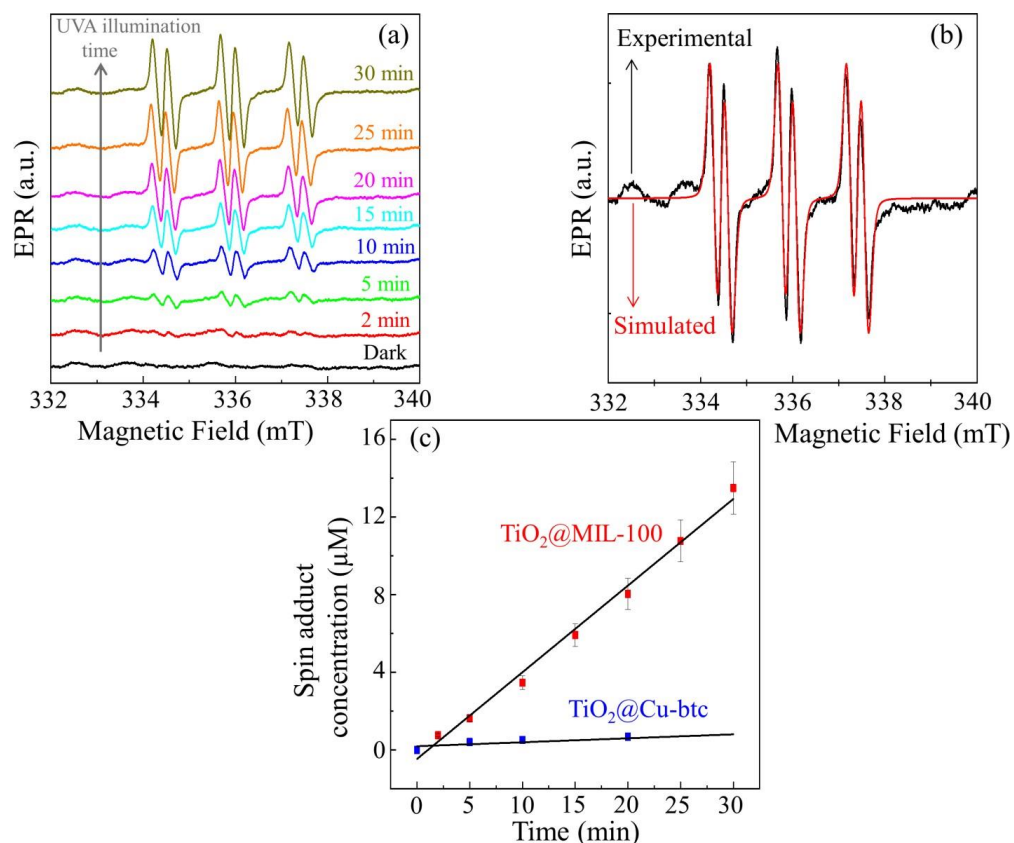 UVA illumination
time
(a)
30 min
25 min
20 min
15 min
10 min
5 min
2 min
Dark
EPR (a.u.)
332 334 336 338 340
Magnetic Field (mT)
(b)
Experimental
Simulated
EPR (a.u.)
332 334 336 338 340
Magnetic Field (mT)
(c)
16
12
8
4
0
TiO₂@MIL-100
TiO₂@Cu-btc
Spin adduct
concentration (μM)
0 5 10 15 20 25 30
Time (min)